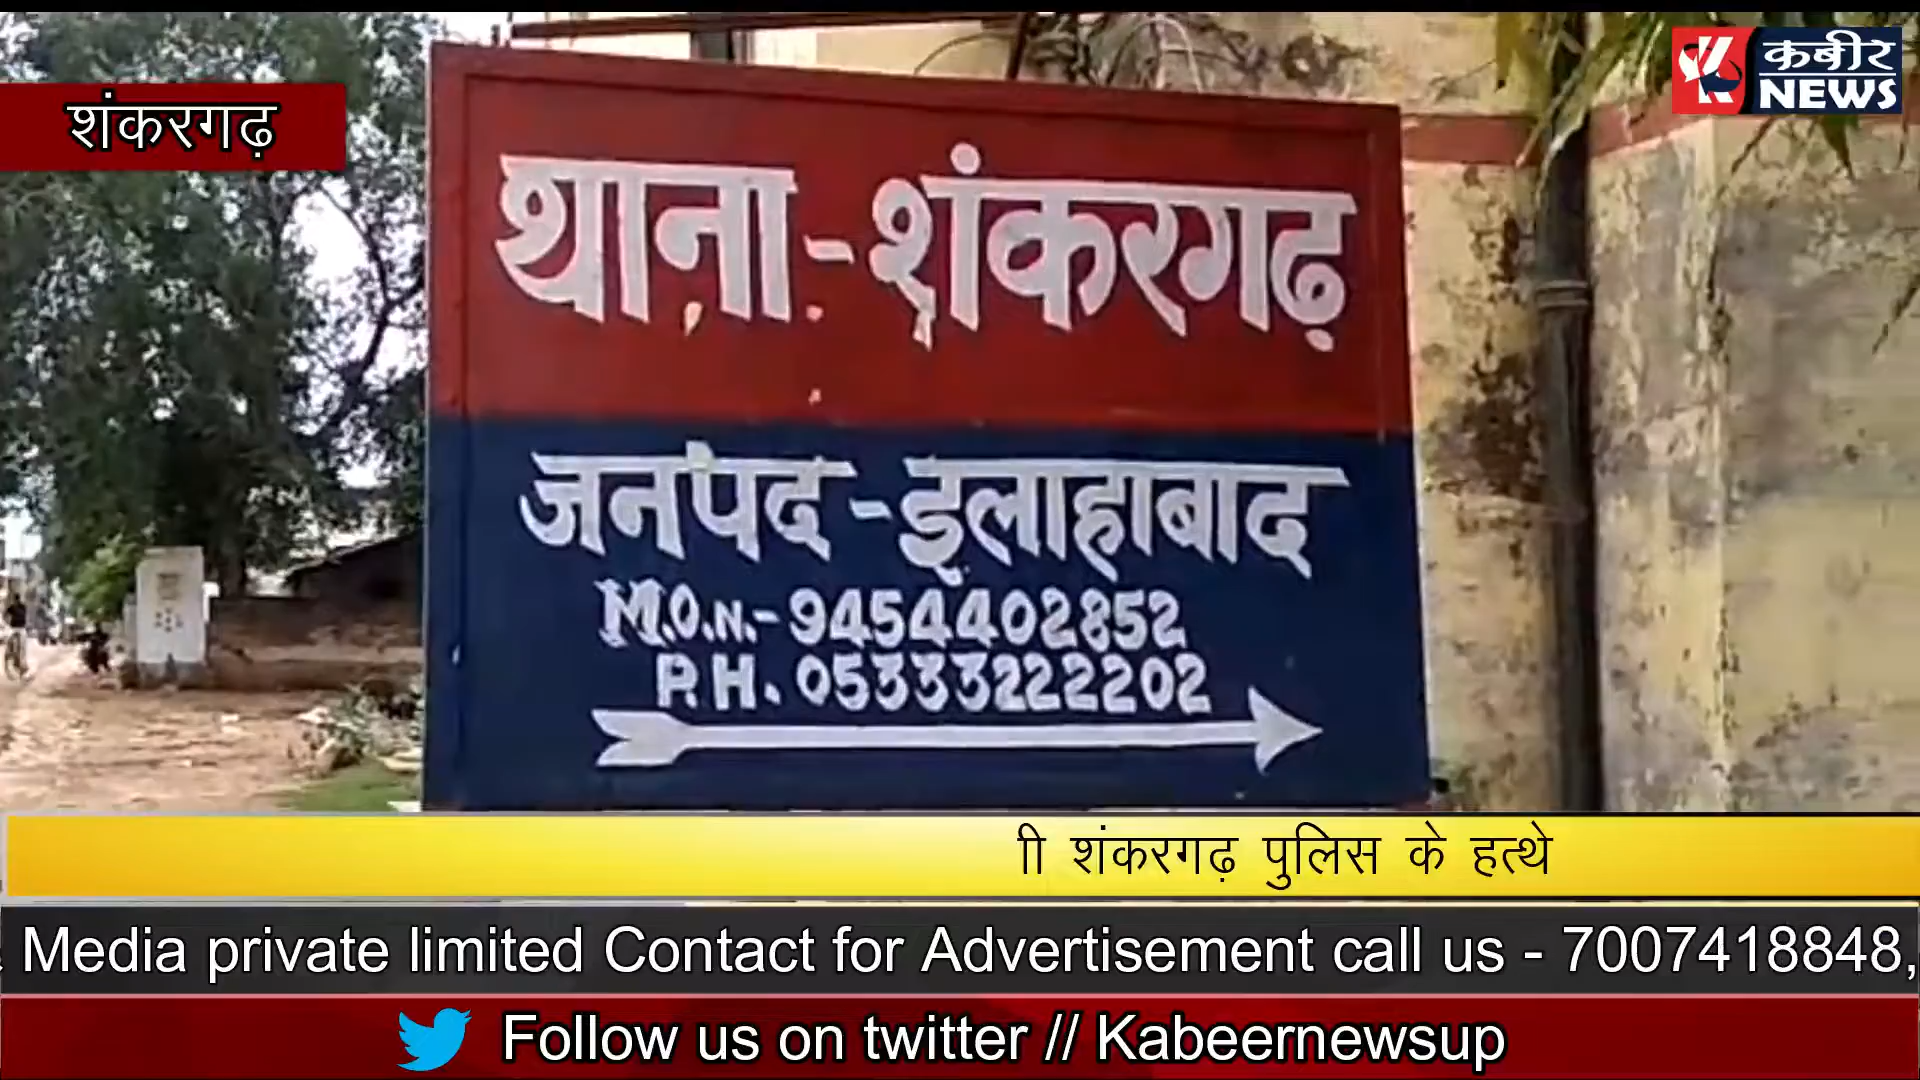 कबीर
NEWS
शंकरगढ़
थाना-शंकरगढ़
जनपद-इलाहाबाद
M.O.N.-9454402852
P.H. 05333222202
शंकरगढ़ पुलिस के हत्थे
Media private limited Contact for Advertisement call us - 7007418848,
Follow us on twitter // Kabeernewsup